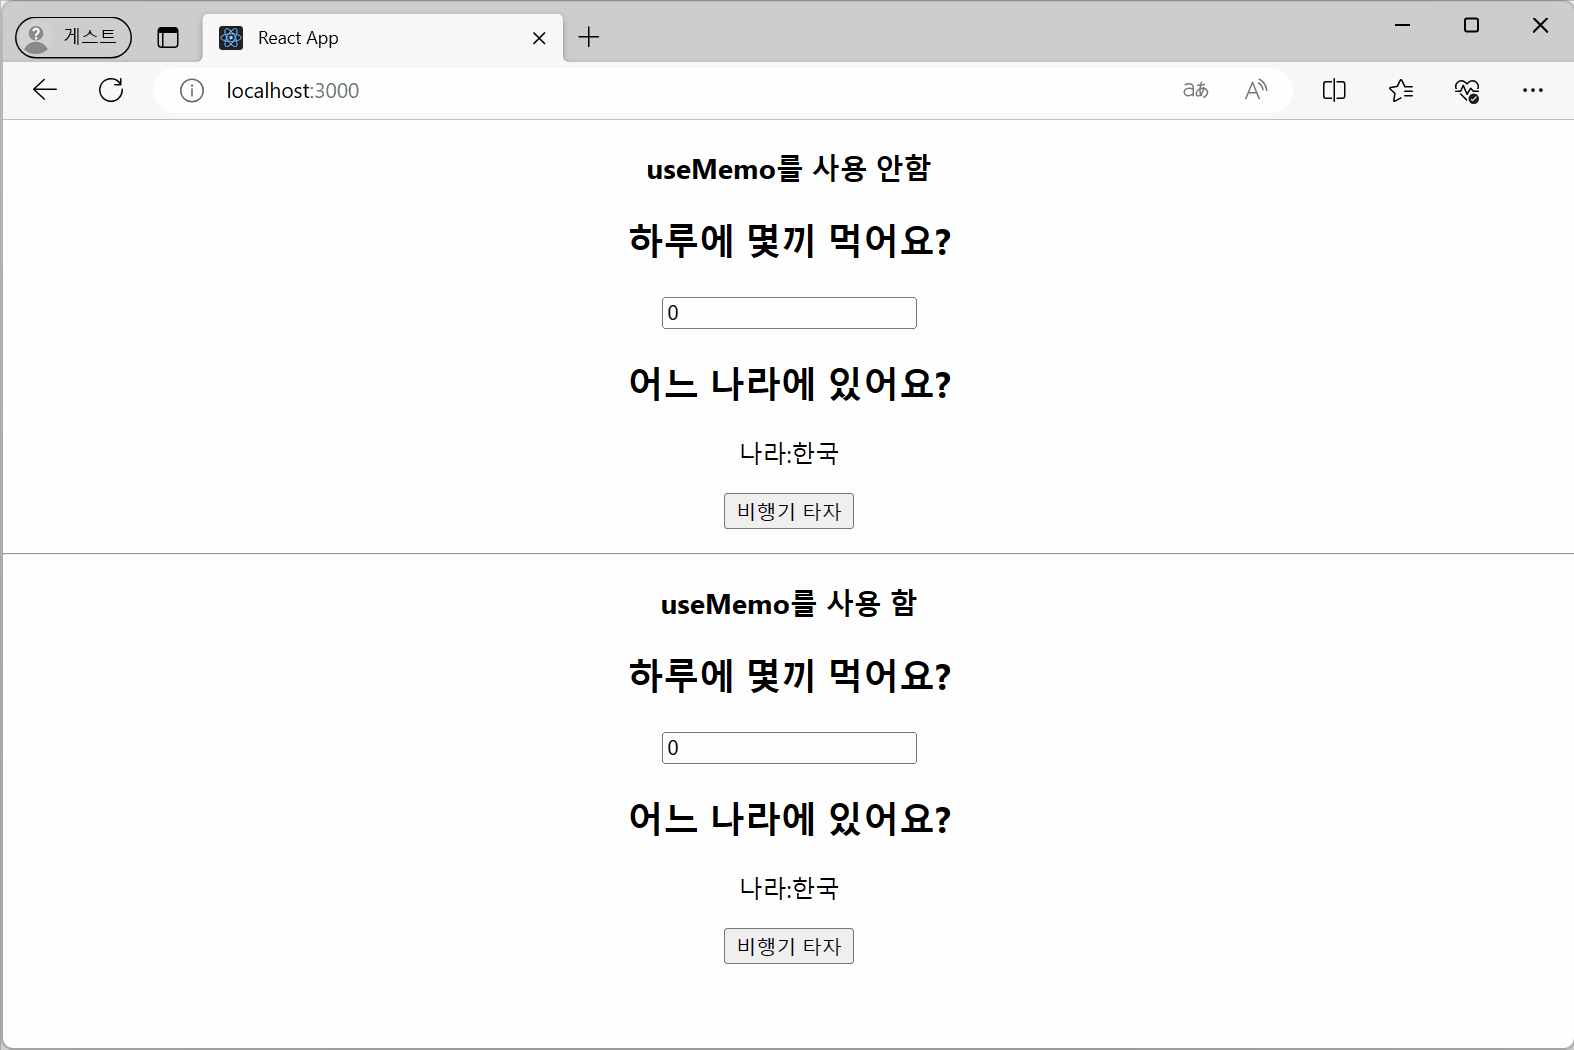 게스트
React App
localhost:3000
aあ
A
useMemo를 사용 안함
하루에 몇끼 먹어요?
0
어느 나라에 있어요?
나라:한국
비행기 타자
useMemo를 사용 함
하루에 몇끼 먹어요?
0
어느 나라에 있어요?
나라:한국
비행기 타자